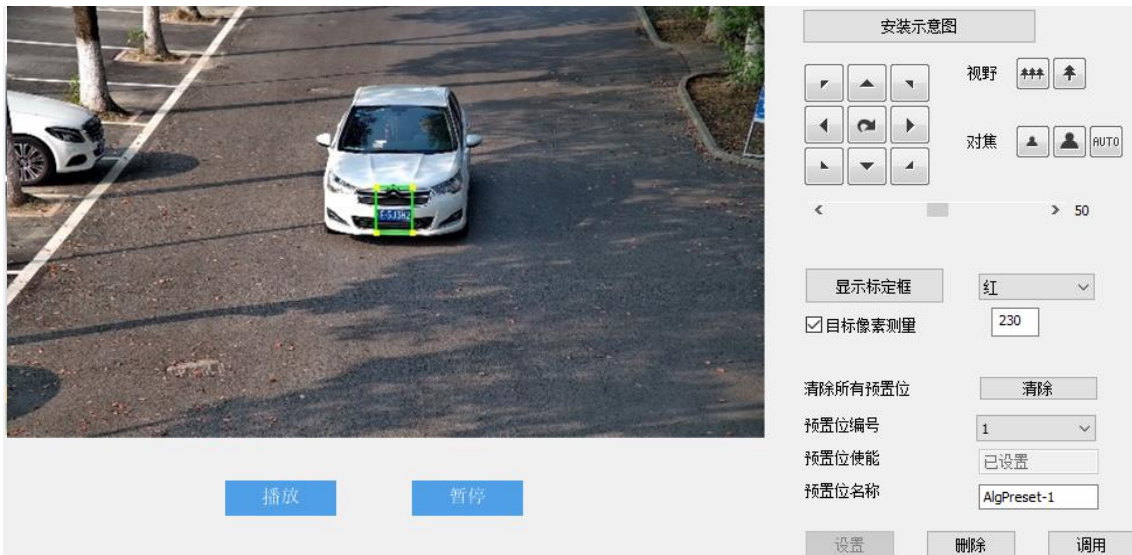 安装示意图
视野
对焦
AUTO
50
显示标定框
红
目标像素测量
230
清除所有预置位
清除
预置位编号
1
预置位使能
已设置
预置位名称
AlgPreset-1
播放
暂停
设置
删除
调用